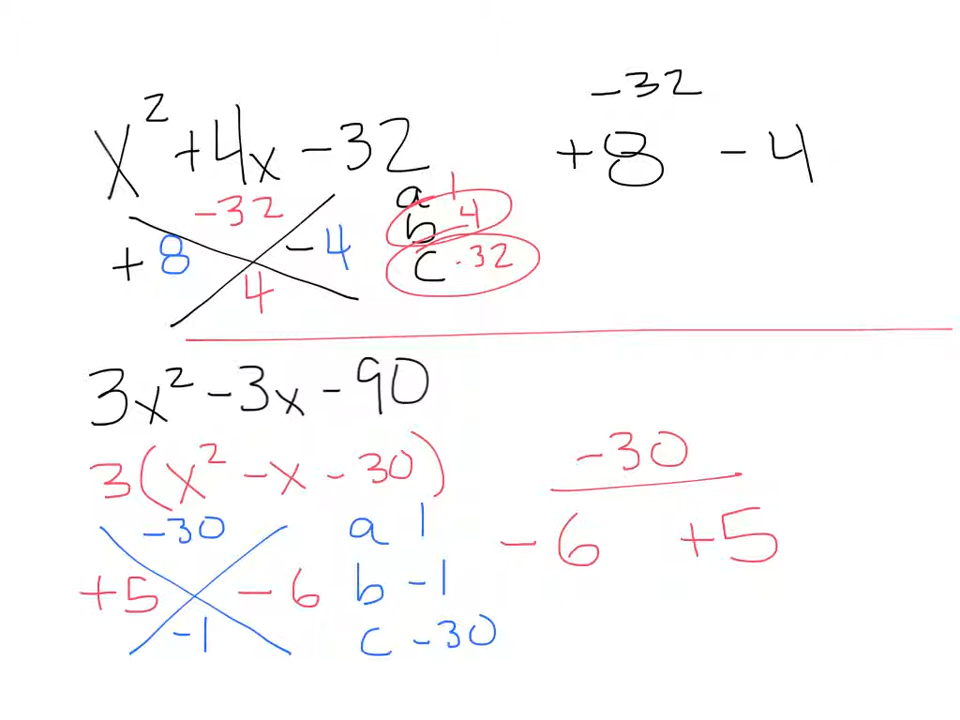 x² + 4x - 32
-32
+8 -4
-32
+8 -4
4
a 1
b 4
c -32
3x² - 3x - 90
3(x² - x - 30)
-30
+5 -6
-1
a 1
b -1
c -30
-30
-6 +5